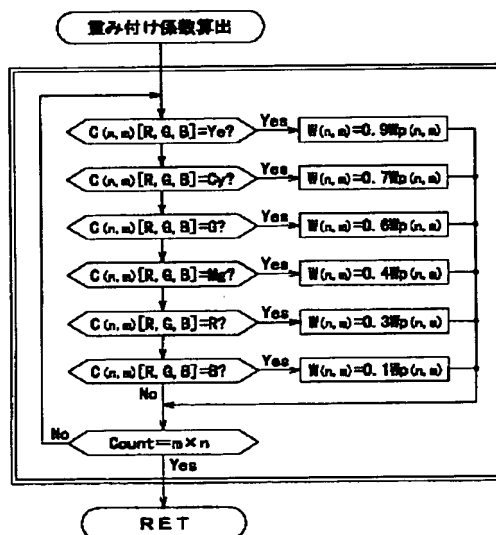 重み付け係数算出
C(n,m)[R,G,B]=Ye?
Yes
W(n,m)=0.9Wp(n,m)
C(n,m)[R,G,B]=Cy?
Yes
W(n,m)=0.7Wp(n,m)
C(n,m)[R,G,B]=G?
Yes
W(n,m)=0.6Wp(n,m)
C(n,m)[R,G,B]=Mg?
Yes
W(n,m)=0.4Wp(n,m)
C(n,m)[R,G,B]=R?
Yes
W(n,m)=0.3Wp(n,m)
C(n,m)[R,G,B]=B?
Yes
W(n,m)=0.1Wp(n,m)
No
No
Count=m×n
Yes
RET